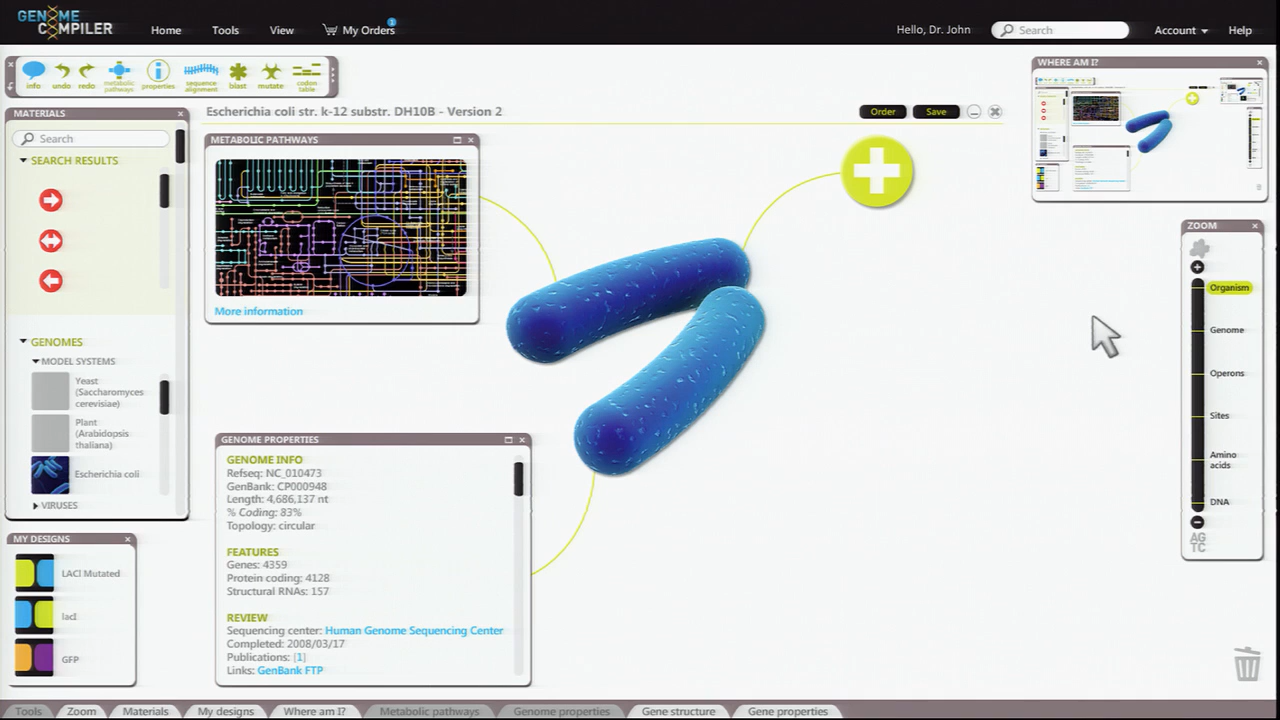 GENOME
COMPILER
Home
Tools
View
My Orders
1
Hello, Dr. John
Search
Account
Help
info
undo
redo
metabolic
pathways
properties
sequence
alignment
blast
mutate
codon
table
WHERE AM I?
MATERIALS
Search
SEARCH RESULTS
GENOMES
MODEL SYSTEMS
Yeast
(Saccharomyces
cerevisiae)
Plant
(Arabidopsis
thaliana)
Escherichia coli
VIRUSES
MY DESIGNS
LACI Mutated
lacI
GFP
Escherichia coli str. k-12 substr. DH10B - Version 2
Order
Save
METABOLIC PATHWAYS
More information
GENOME PROPERTIES
GENOME INFO
Refseq: NC_010473
GenBank: CP000948
Length: 4,686,137 nt
% Coding: 83%
Topology: circular
FEATURES
Genes: 4359
Protein coding: 4128
Structural RNAs: 157
REVIEW
Sequencing center: Human Genome Sequencing Center
Completed: 2008/03/17
Publications: [1]
Links: GenBank FTP
ZOOM
Organism
Genome
Operons
Sites
Amino
acids
DNA
AG
TC
Tools
Zoom
Materials
My designs
Where am I?
Metabolic pathways
Genome properties
Gene structure
Gene properties